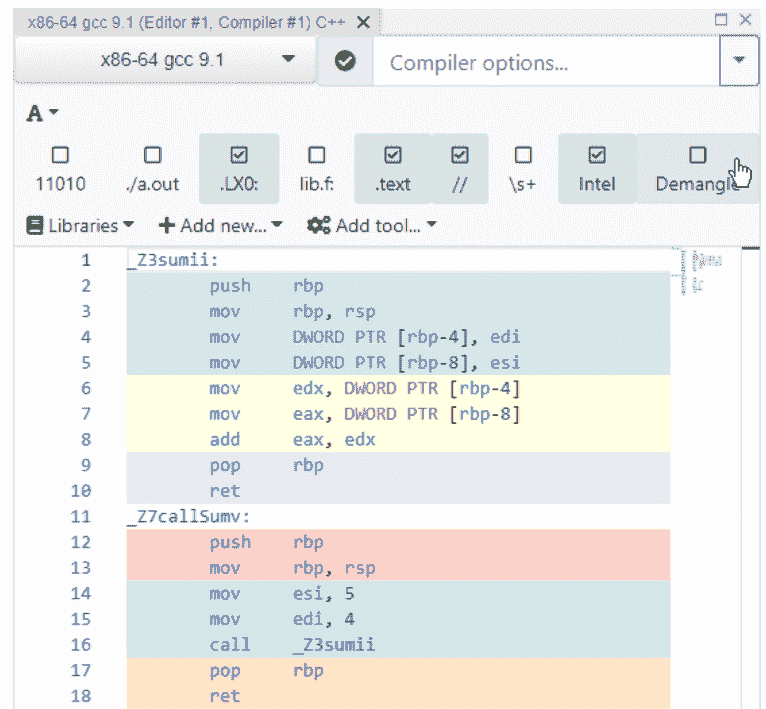 x86-64 gcc 9.1 (Editor #1, Compiler #1) C++
x86-64 gcc 9.1 Compiler options...
A
11010 ./a.out .LX0: lib.f: .text // \s+ Intel Demangle
Libraries Add new... Add tool...
1 _Z3sumii:
2 push rbp
3 mov rbp, rsp
4 mov DWORD PTR [rbp-4], edi
5 mov DWORD PTR [rbp-8], esi
6 mov edx, DWORD PTR [rbp-4]
7 mov eax, DWORD PTR [rbp-8]
8 add eax, edx
9 pop rbp
10 ret
11 _Z7callSumv:
12 push rbp
13 mov rbp, rsp
14 mov esi, 5
15 mov edi, 4
16 call _Z3sumii
17 pop rbp
18 ret